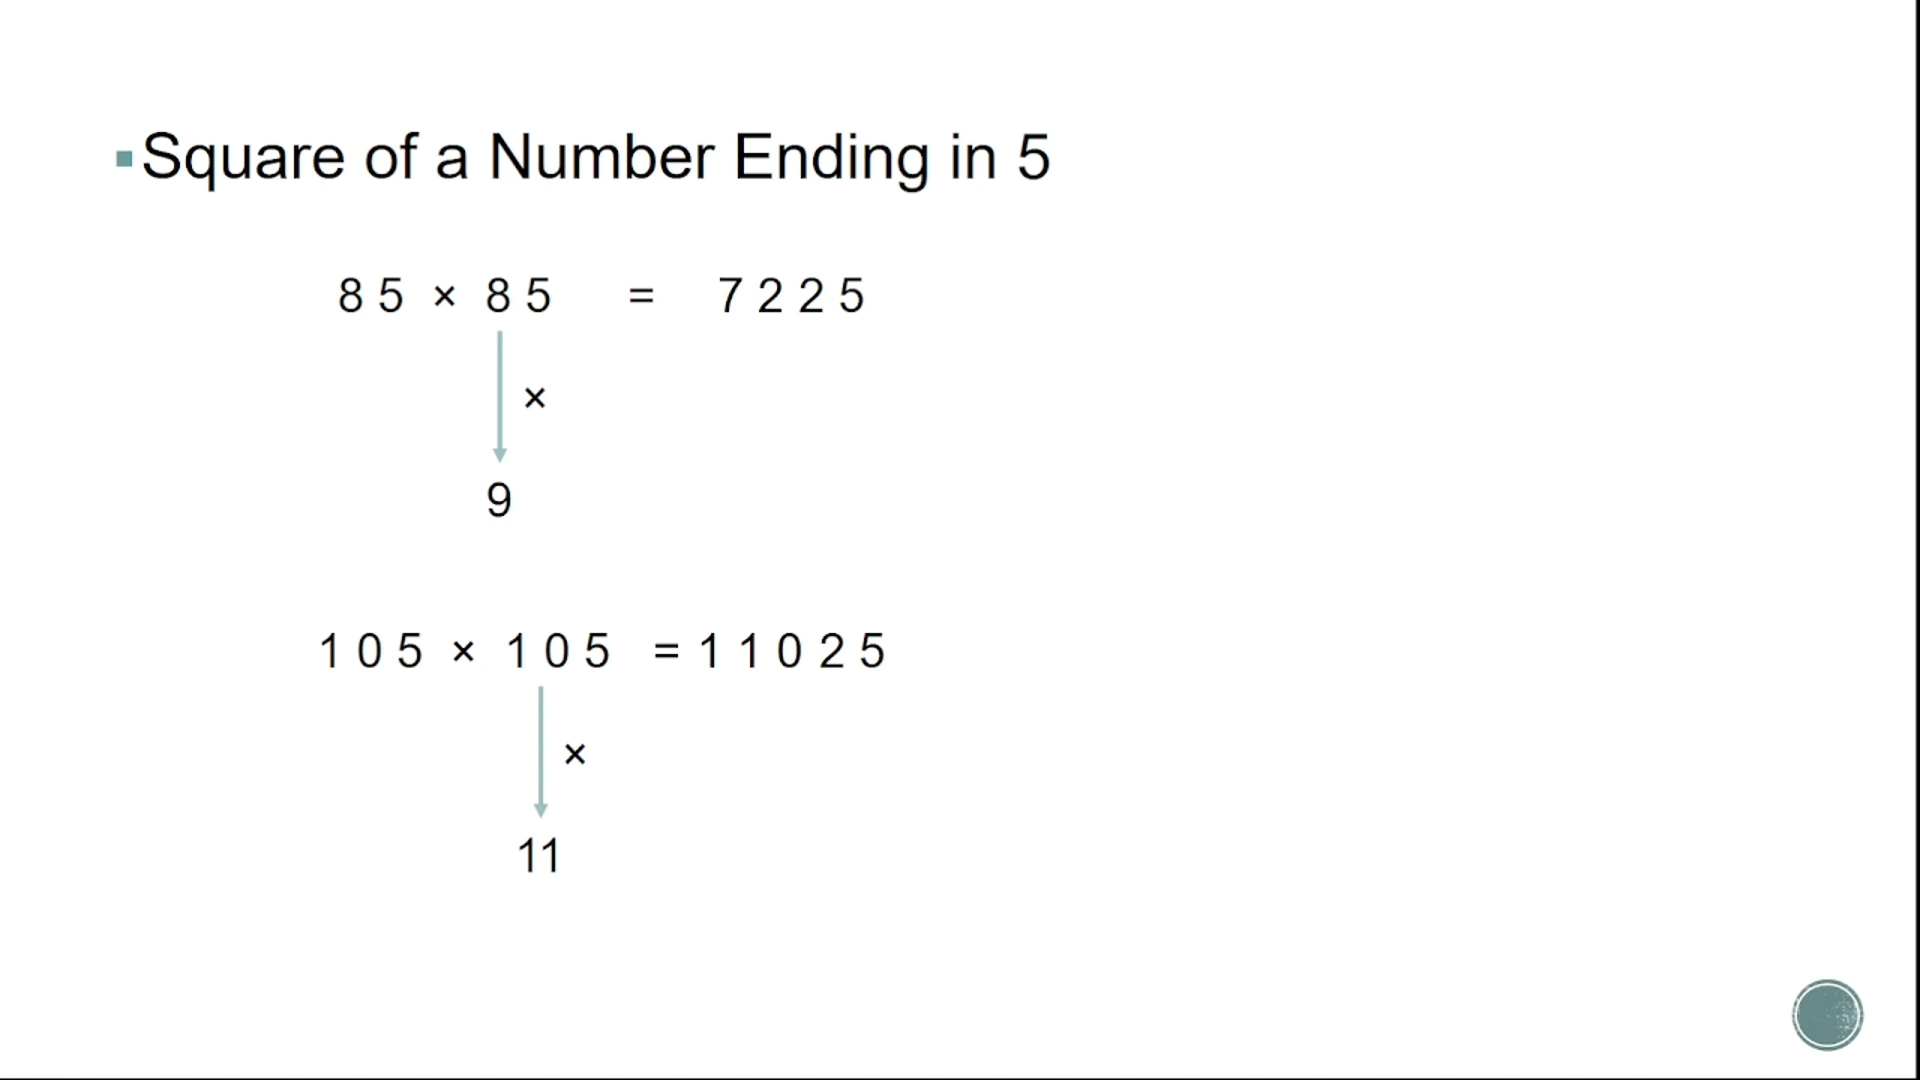 ▪Square of a Number Ending in 5
8 5 × 8 5 = 7 2 2 5
×
9
1 0 5 × 1 0 5 = 1 1 0 2 5
×
11